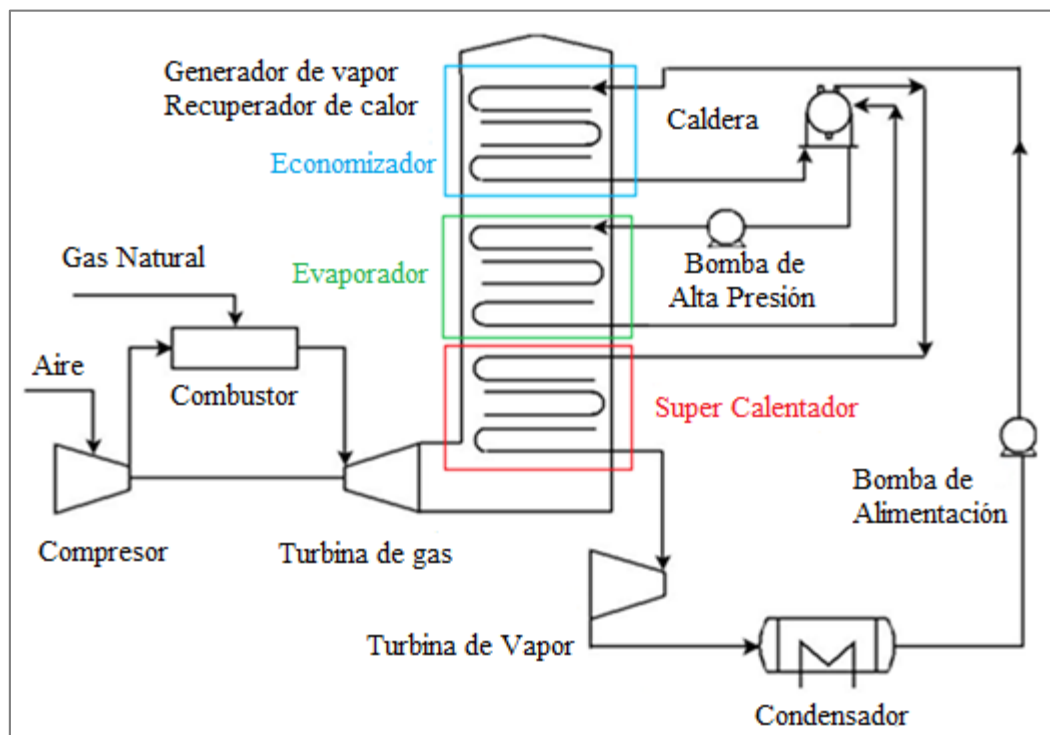 Generador de vapor
Recuperador de calor
Economizador
Caldera
Gas Natural
Evaporador
Bomba de
Alta Presión
Aire
Combustor
Super Calentador
Bomba de
Alimentación
Compresor
Turbina de gas
Turbina de Vapor
Condensador